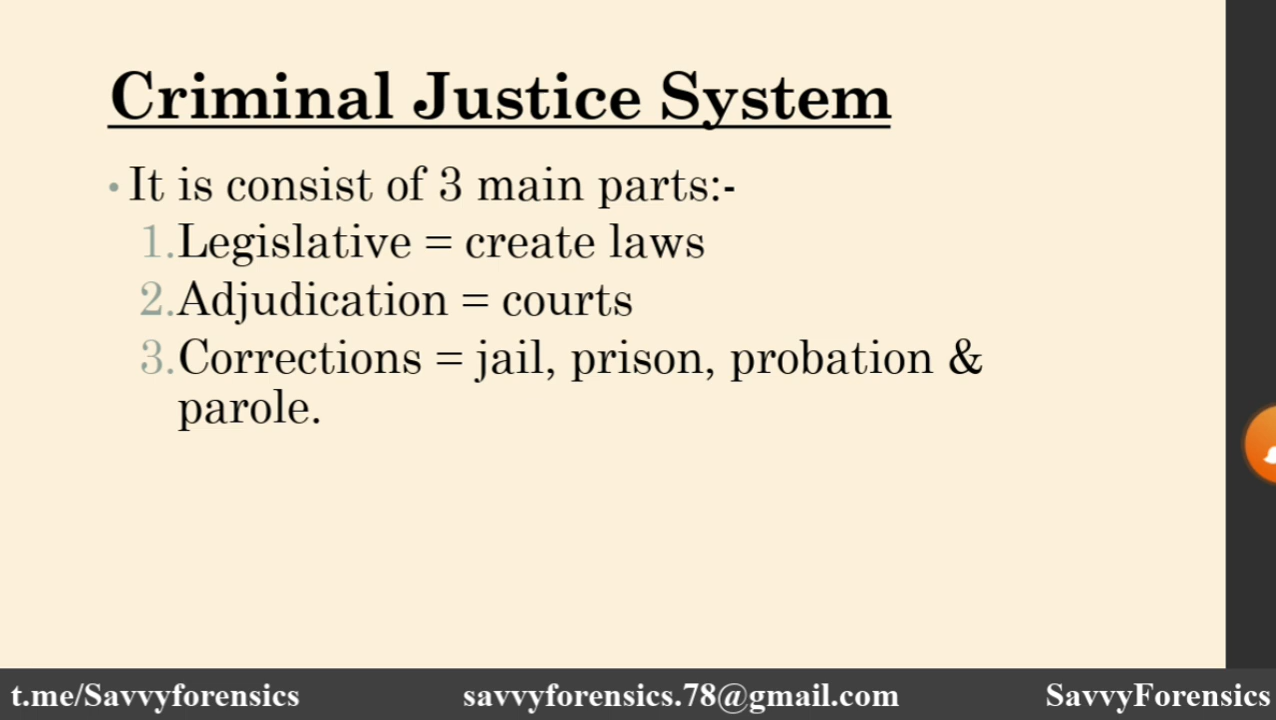 Criminal Justice System
• It is consist of 3 main parts:-
1.Legislative = create laws
2.Adjudication = courts
3.Corrections = jail, prison, probation &
parole.
t.me/Savvyforensics savvyforensics.78@gmail.com SavvyForensics